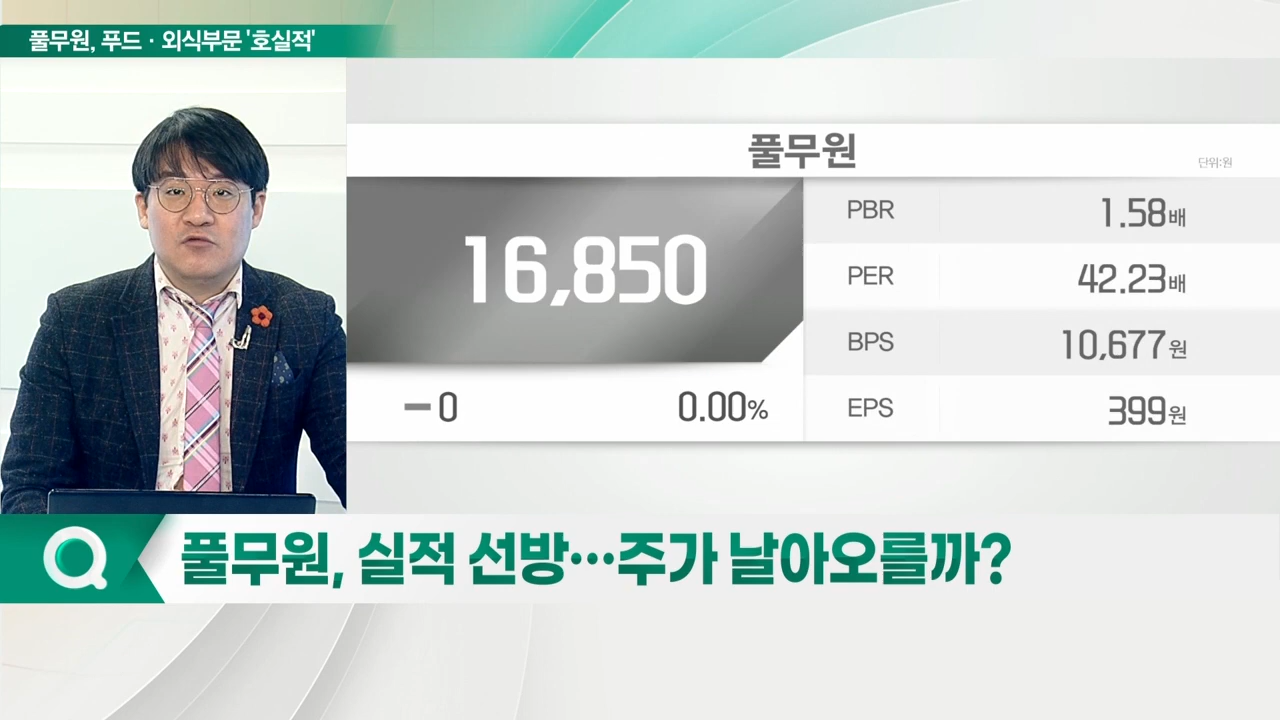 풀무원, 푸드 · 외식부문 '호실적'
풀무원
단위:원
16,850
0 0.00%
PBR 1.58배
PER 42.23배
BPS 10,677원
EPS 399원
풀무원, 실적 선방…주가 날아오를까?